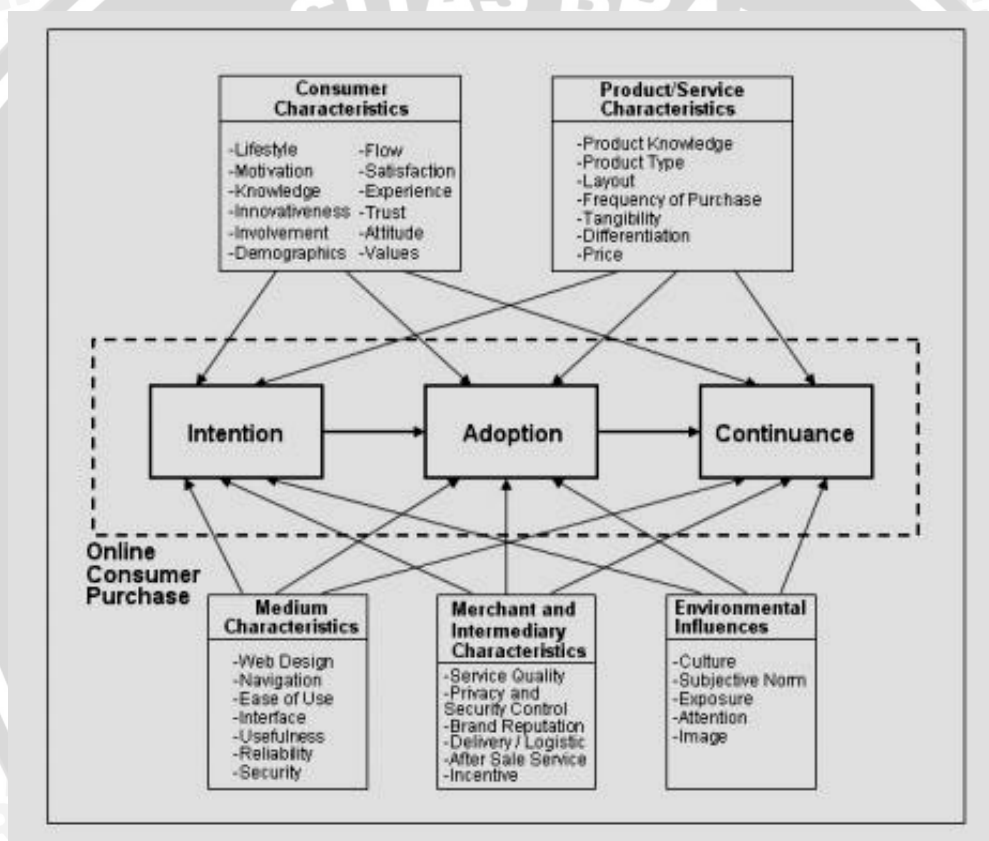 Consumer
Characteristics
-Lifestyle
-Motivation
-Knowledge
-Innovativeness
-Involvement
-Demographics
-Flow
-Satisfaction
-Experience
-Trust
-Attitude
-Values
Product/Service
Characteristics
-Product Knowledge
-Product Type
-Layout
-Frequency of Purchase
-Tangibility
-Differentiation
-Price
Intention
Adoption
Continuance
Online
Consumer
Purchase
Medium
Characteristics
-Web Design
-Navigation
-Ease of Use
-Interface
-Usefulness
-Reliability
-Security
Merchant and
Intermediary
Characteristics
-Service Quality
-Privacy and
Security Control
-Brand Reputation
-Delivery / Logistic
-After Sale Service
-Incentive
Environmental
Influences
-Culture
-Subjective Norm
-Exposure
-Attention
-Image